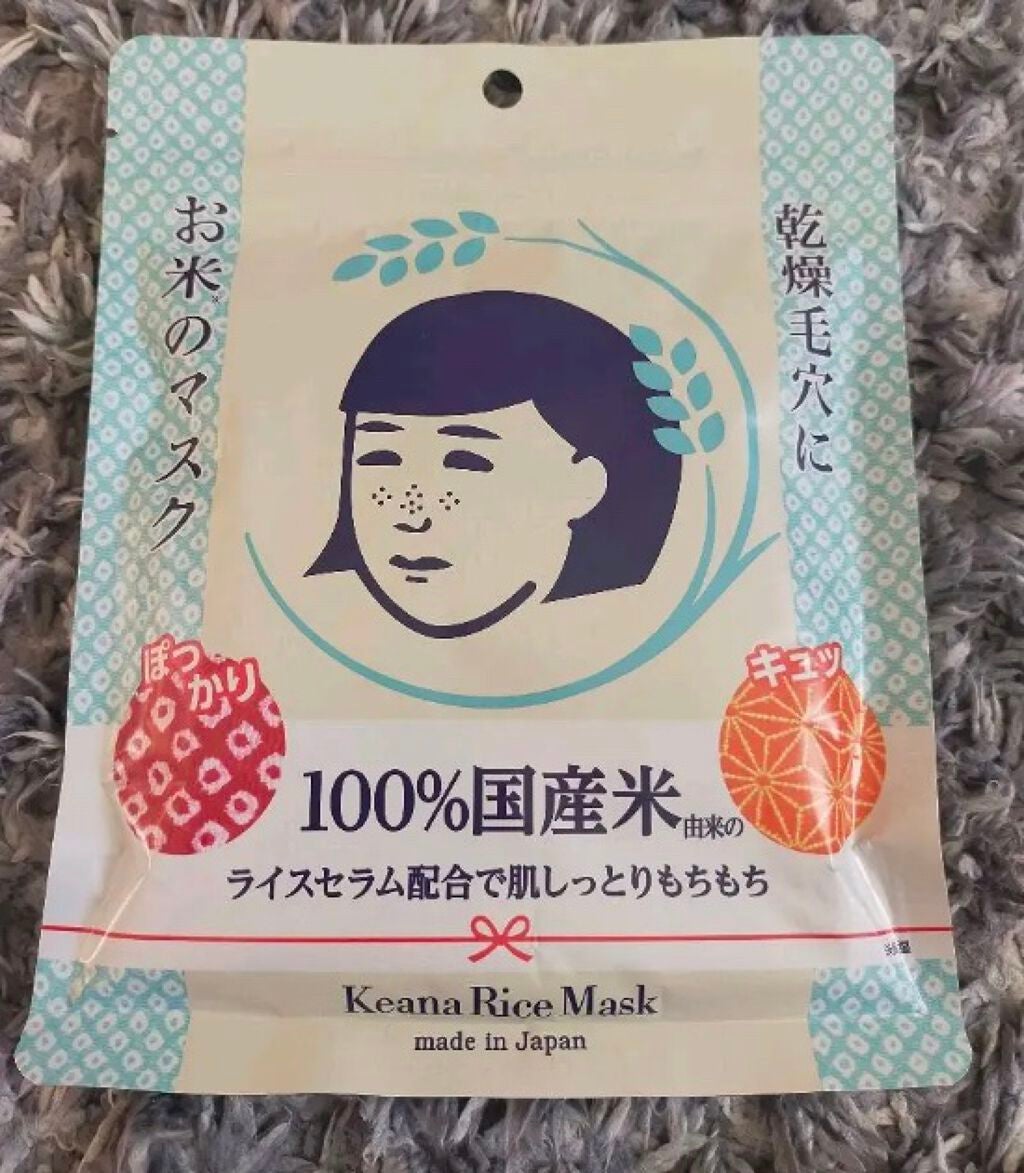 乾燥毛穴に
お米※のマスク
ぽっかり
キュッ
100%国産米由来の
ライスセラム配合で肌しっとりもちもち
Keana Rice Mask
made in Japan